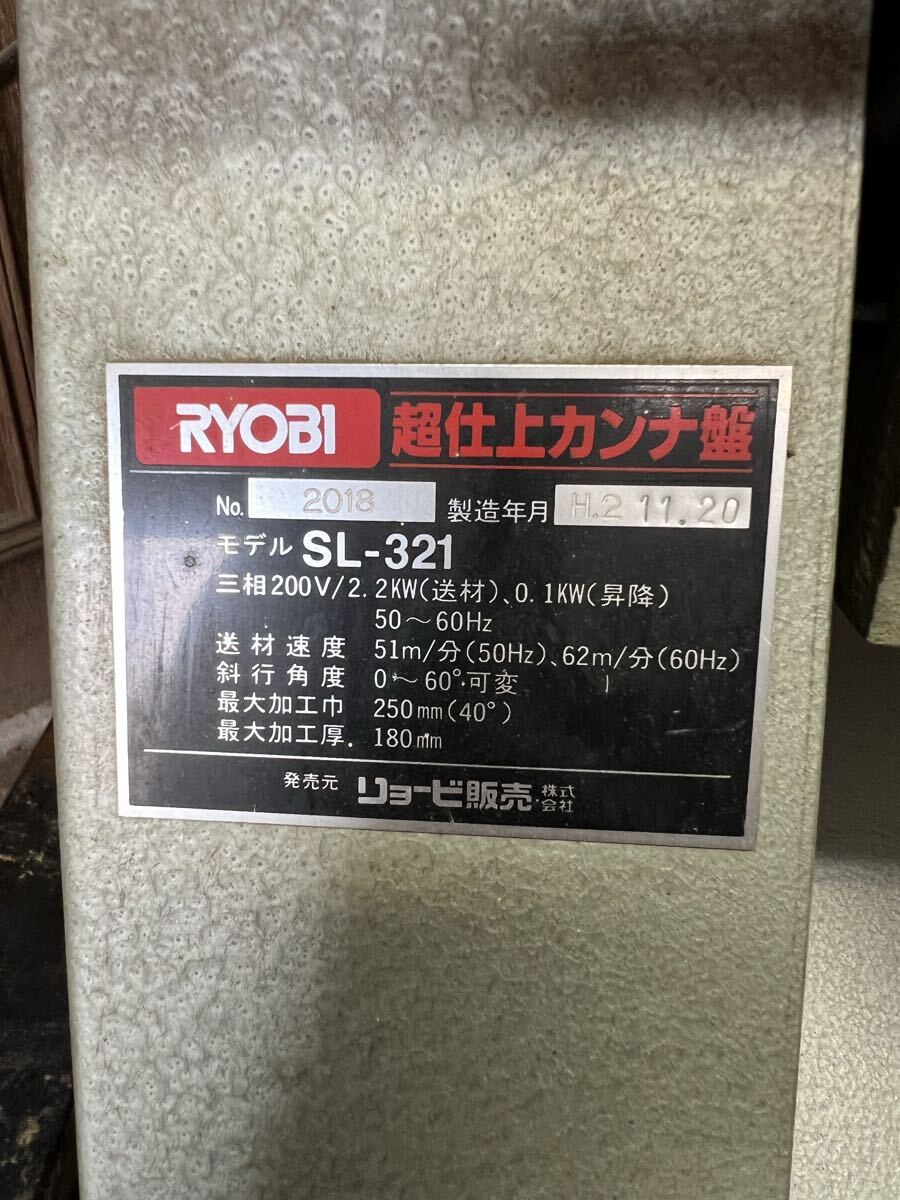 RYOBI 超仕上カンナ盤
No. 2018 製造年月 H.2 11.20
モデル SL-321
三相200V/2.2KW(送材)、0.1KW(昇降)
50〜60Hz
送材速度 51m/分(50Hz)、62m/分(60Hz)
斜行角度 0〜60°可変
最大加工巾 250mm(40°)
最大加工厚 180mm
発売元 リョービ販売 株式会社